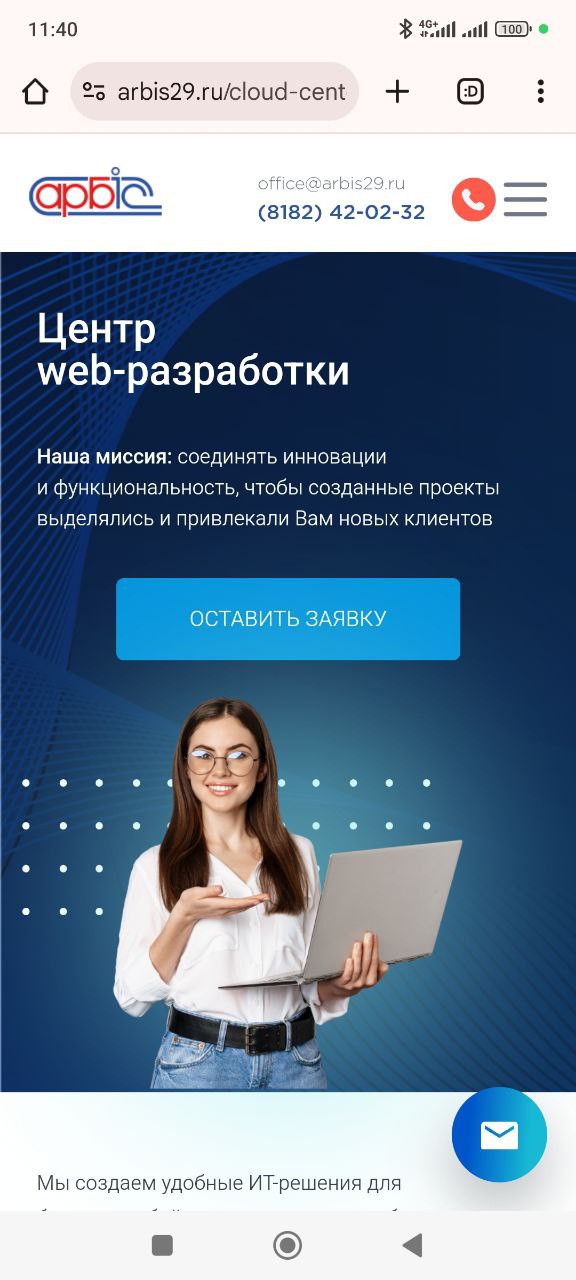 11:40
4G+
100
:D
arbis29.ru/cloud-cent
арбіс
office@arbis29.ru
(8182) 42-02-32
Центр
web-разработки
Наша миссия: соединять инновации
и функциональность, чтобы созданные проекты
выделялись и привлекали Вам новых клиентов
ОСТАВИТЬ ЗАЯВКУ
Мы создаем удобные ИТ-решения для